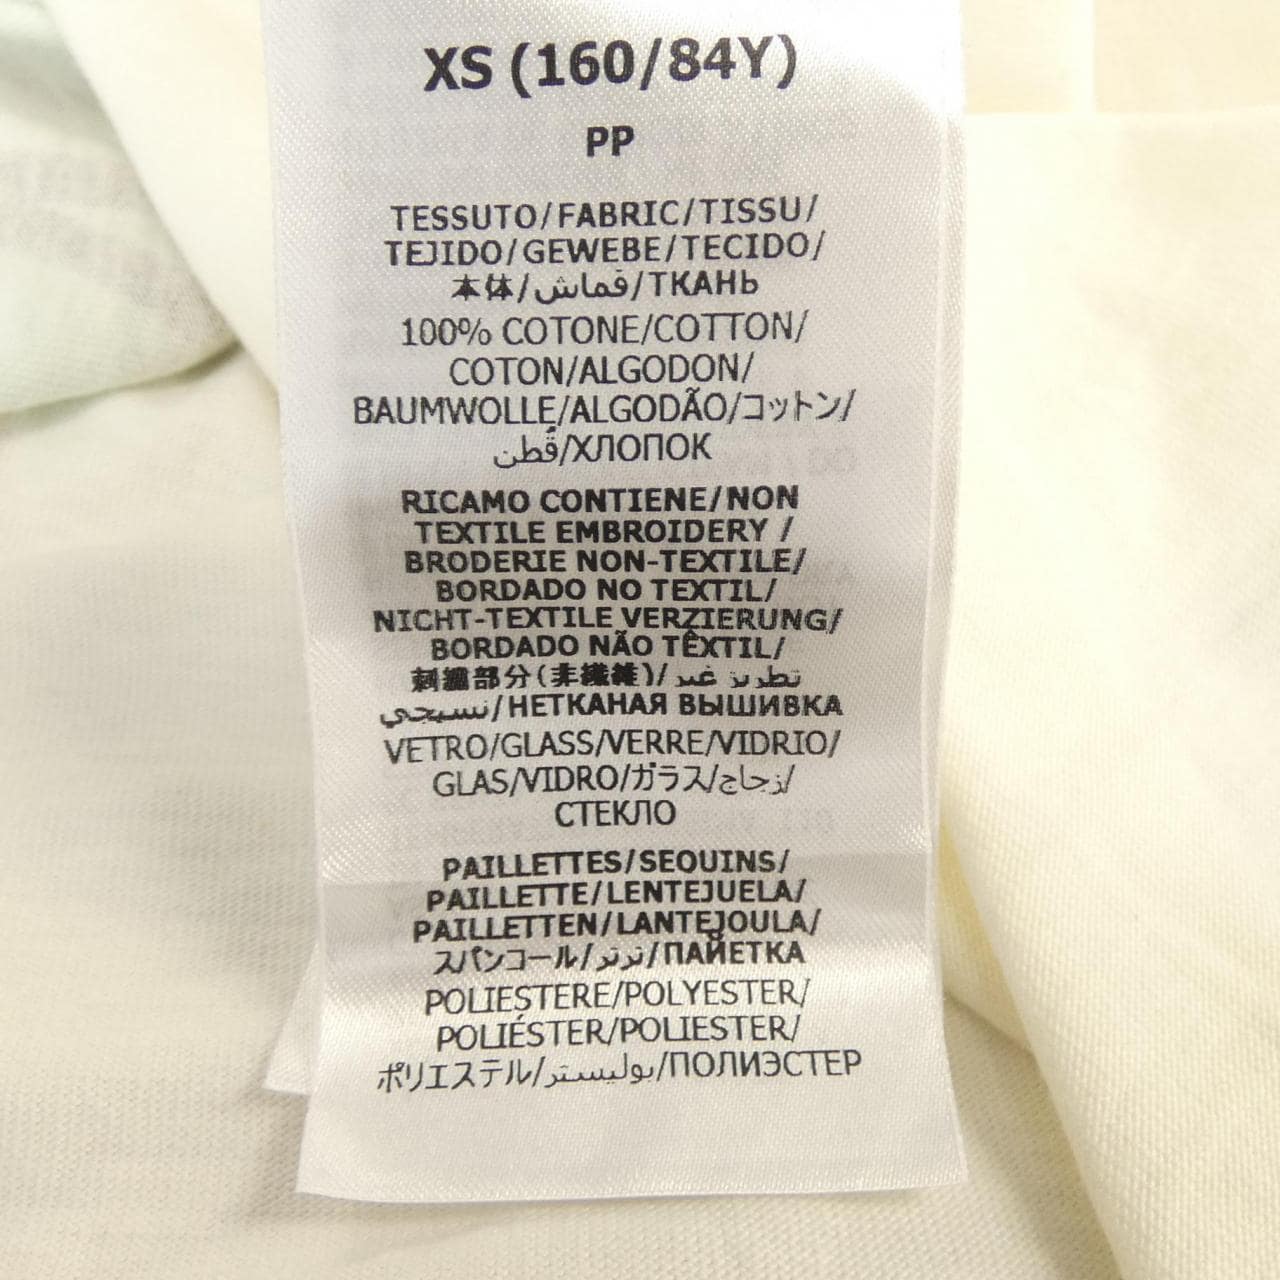 XS (160/84Y)
PP
TESSUTO/FABRIC/TISSU/
TEJIDO/GEWEBE/TECIDO/
本体/قماش/ТКАНЬ
100% COTONE/COTTON/
COTON/ALGODON/
BAUMWOLLE/ALGODÃO/コットン/
قطن/ХЛОПОК
RICAMO CONTIENE/NON
TEXTILE EMBROIDERY /
BRODERIE NON-TEXTILE/
BORDADO NO TEXTIL/
NICHT-TEXTILE VERZIERUNG/
BORDADO NÃO TÊXTIL/
刺繍部分(非繊維)/تطريز غير
نسيجي/НЕТКАНАЯ ВЫШИВКА
VETRO/GLASS/VERRE/VIDRIO/
GLAS/VIDRO/ガラス/زجاج/
СТЕКЛО
PAILLETTES/SEQUINS/
PAILLETTE/LENTEJUELA/
PAILLETTEN/LANTEJOULA/
スパンコール/ترتر/ПАЙЕТКА
POLIESTERE/POLYESTER/
POLIÉSTER/POLIESTER/
ポリエステル/بوليستر/ПОЛИЭСТЕР